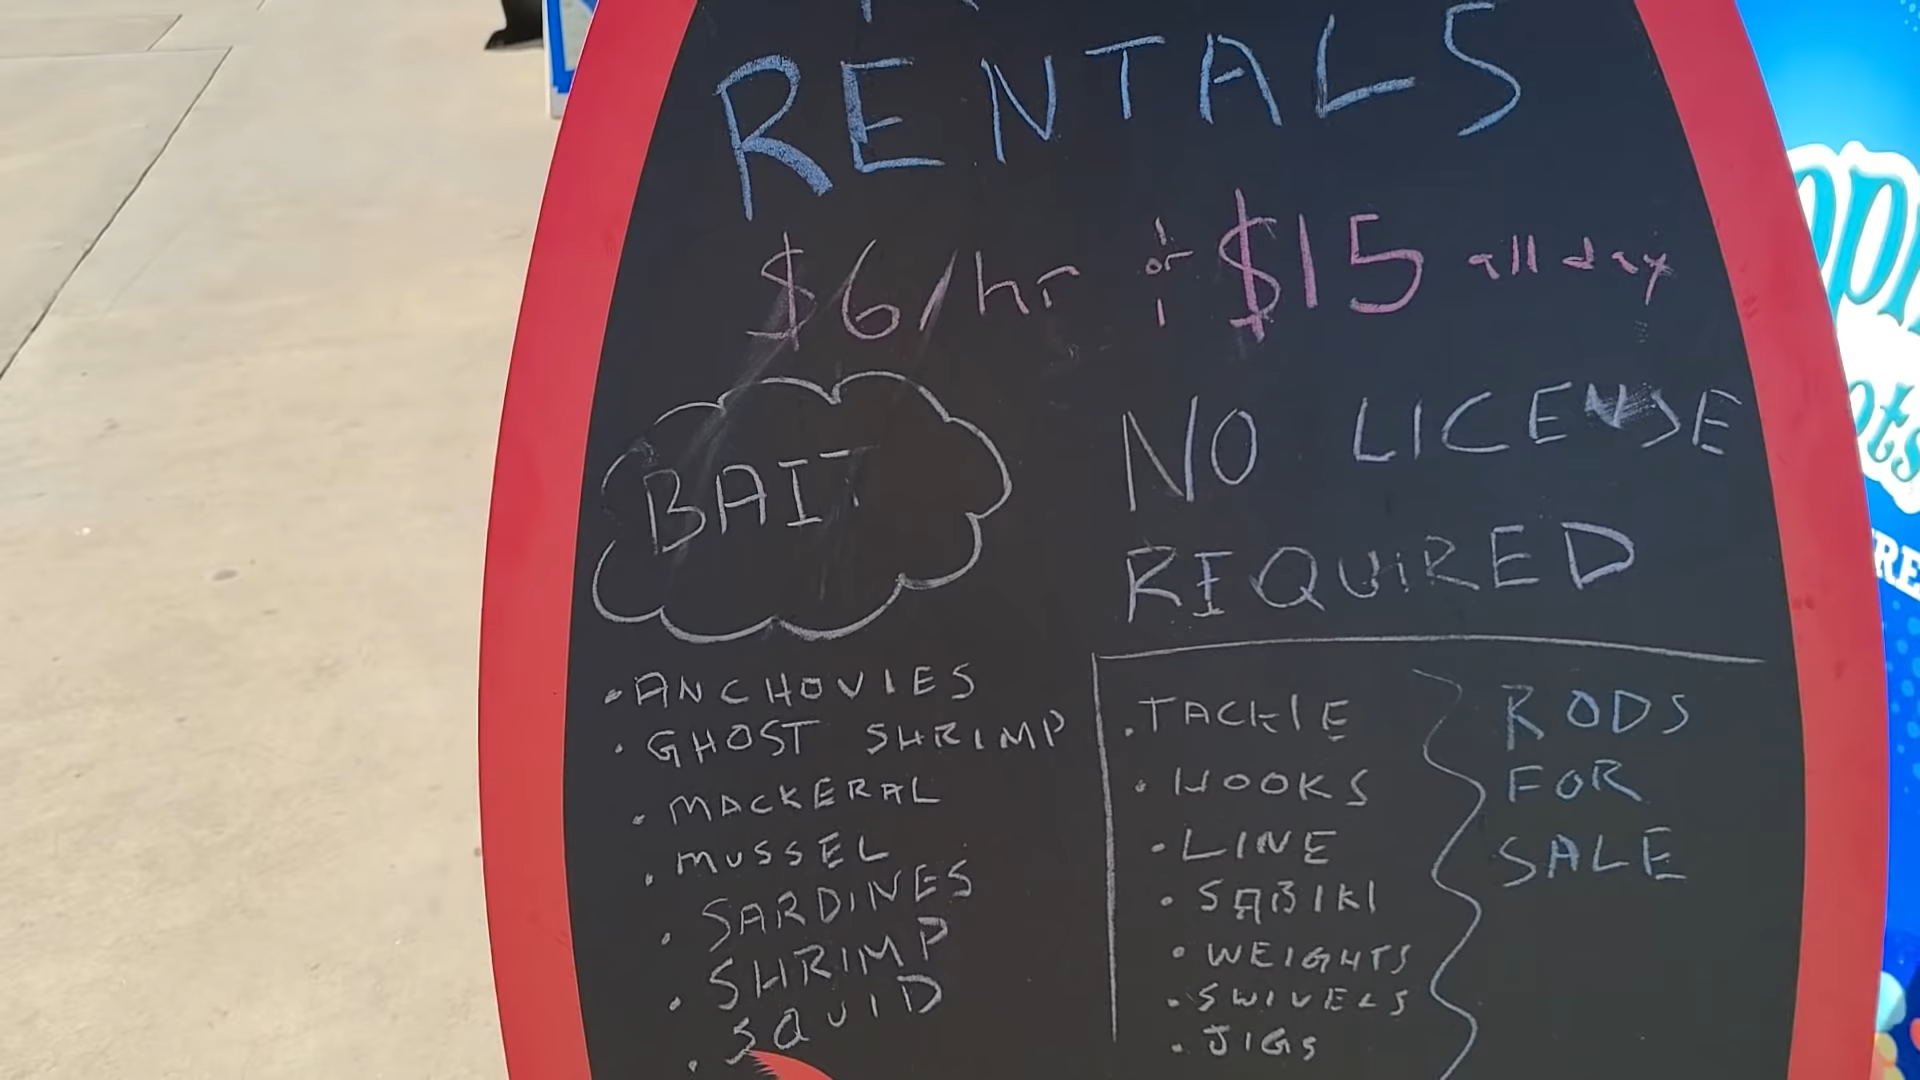 RENTALS
$6/hr or $15 all day
BAIT
NO LICENSE
REQUIRED
• ANCHOVIES
• GHOST SHRIMP
• MACKERAL
• MUSSEL
• SARDINES
• SHRIMP
• SQUID
• TACKLE
• HOOKS
• LINE
• SABIKI
• WEIGHTS
• SWIVELS
• JIGS
RODS
FOR
SALE